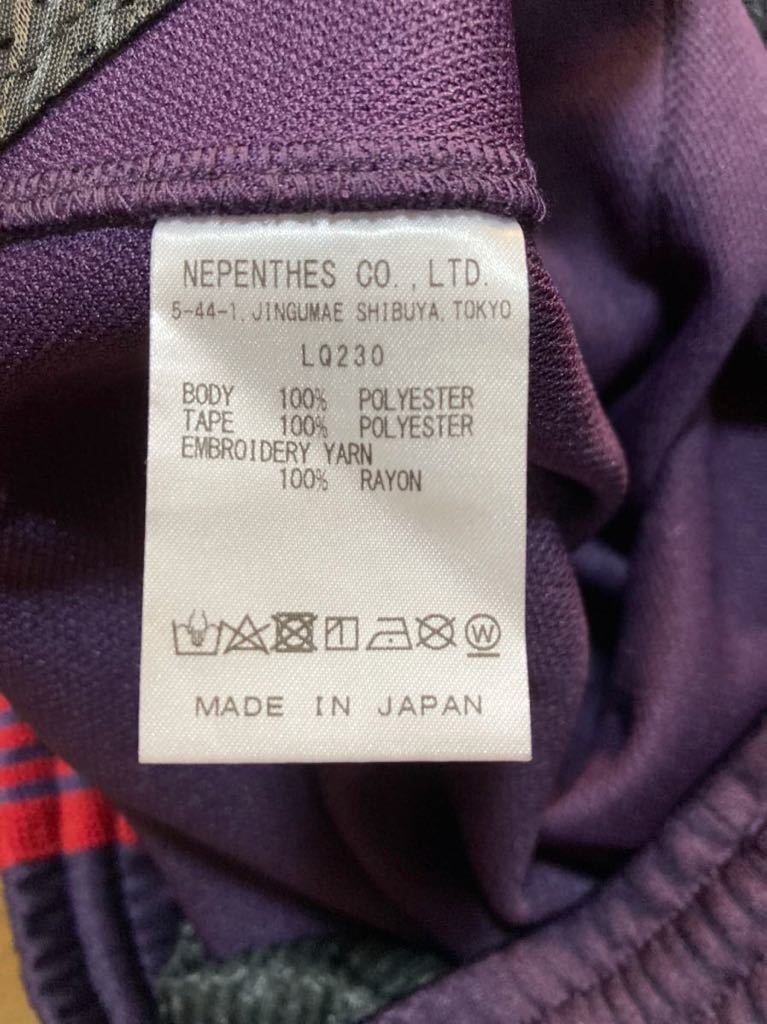 NEPENTHES CO.,LTD.
5-44-1, JINGUMAE SHIBUYA, TOKYO
LQ230
BODY 100% POLYESTER
TAPE 100% POLYESTER
EMBROIDERY YARN
100% RAYON
W
MADE IN JAPAN